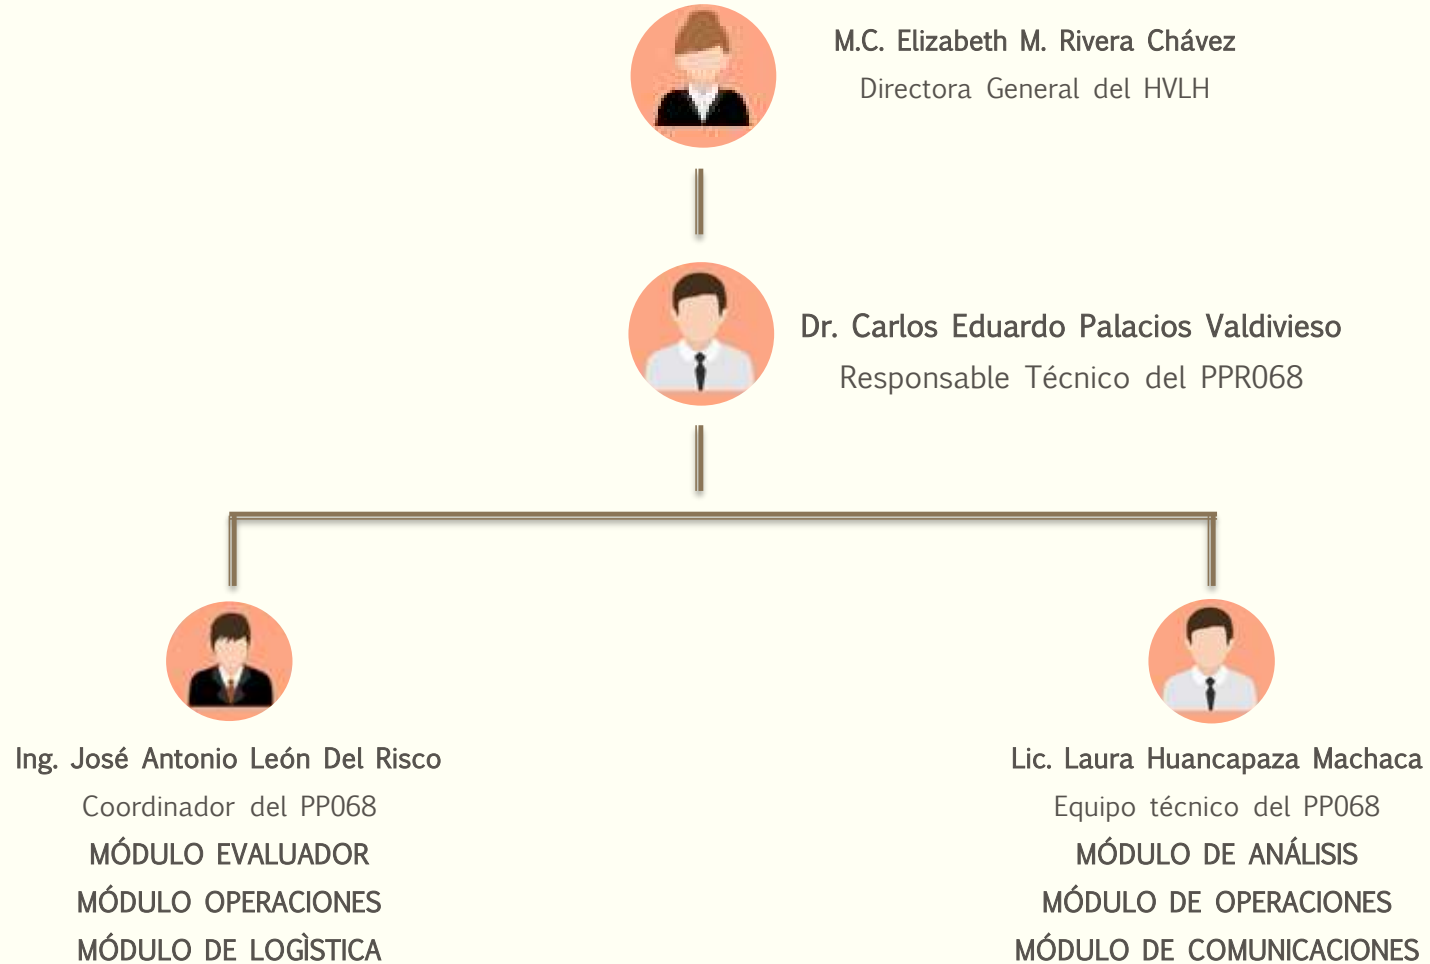 M.C. Elizabeth M. Rivera Chávez
Directora General del HVLH
Dr. Carlos Eduardo Palacios Valdivieso
Responsable Técnico del PPR068
Ing. José Antonio León Del Risco
Coordinador del PP068
MÓDULO EVALUADOR
MÓDULO OPERACIONES
MÓDULO DE LOGÌSTICA
Lic. Laura Huancapaza Machaca
Equipo técnico del PP068
MÓDULO DE ANÁLISIS
MÓDULO DE OPERACIONES
MÓDULO DE COMUNICACIONES